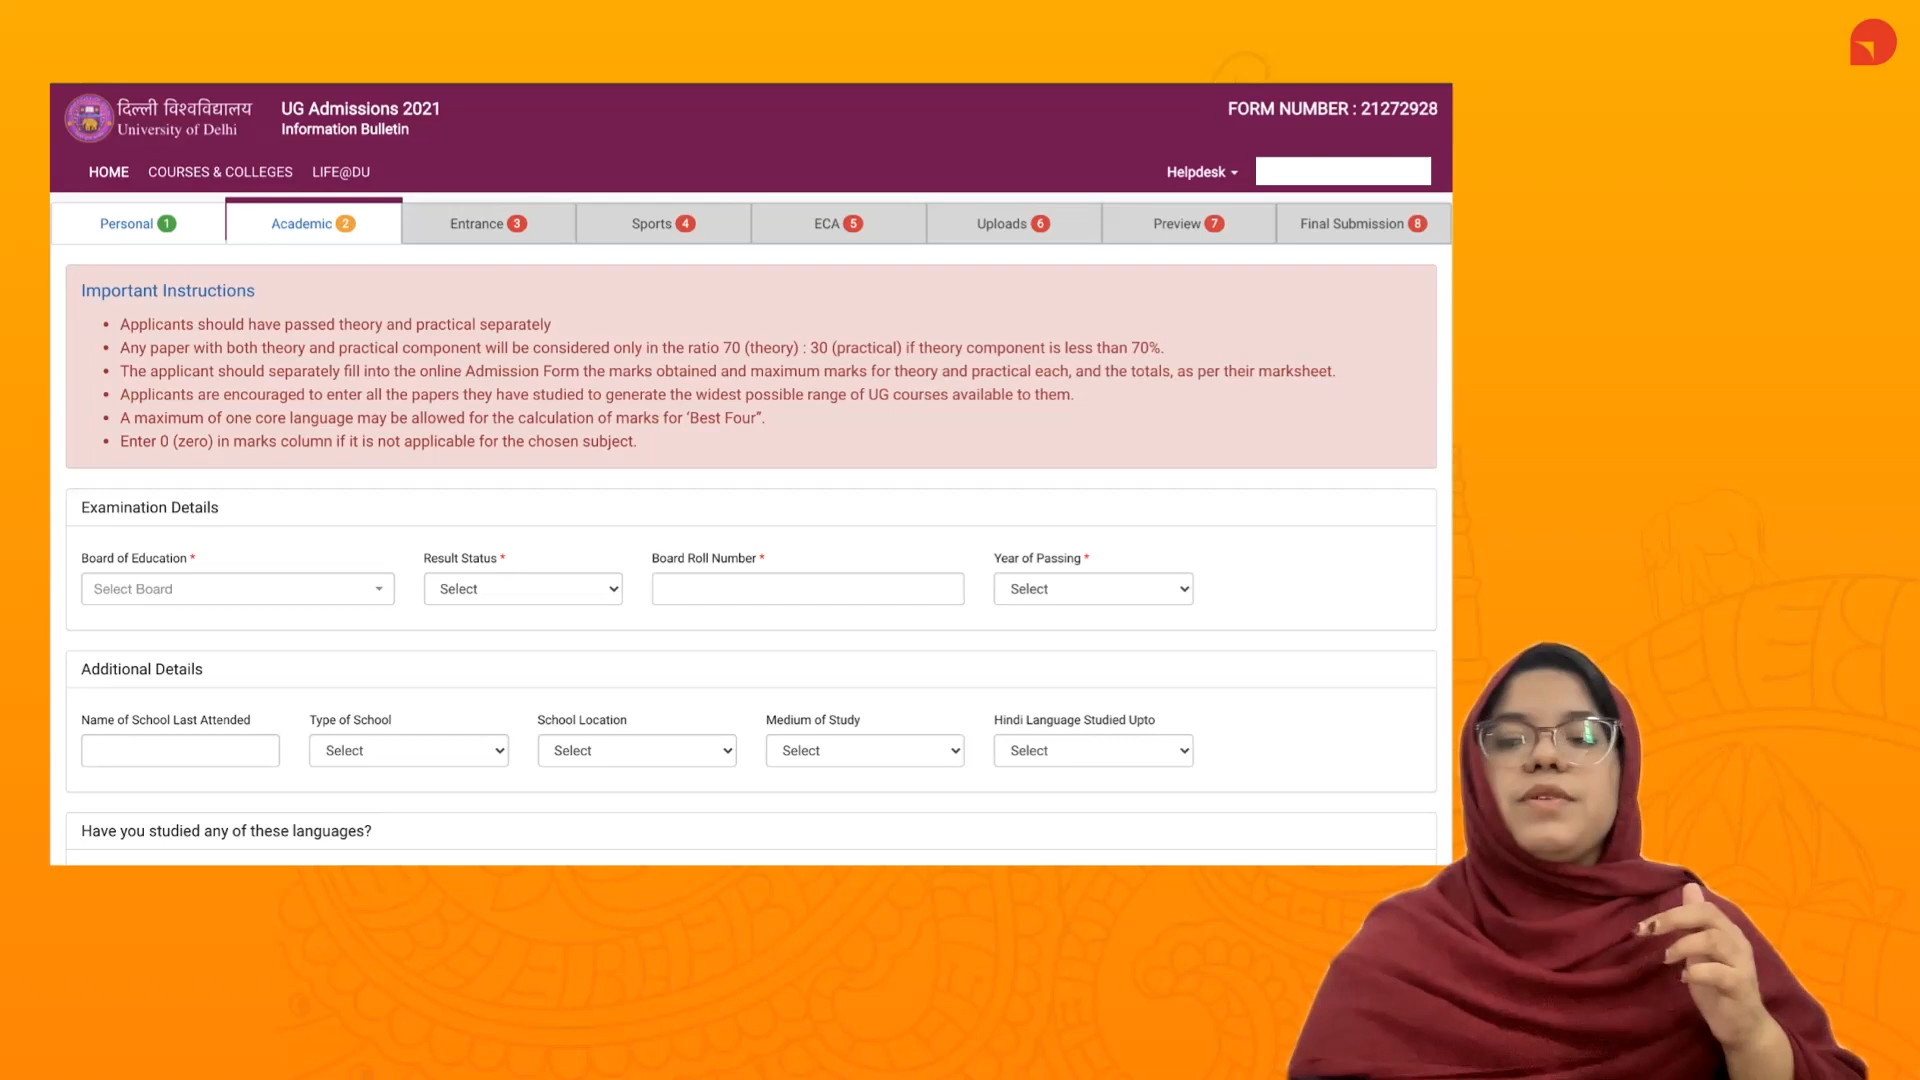 दिल्ली विश्वविद्यालय
University of Delhi
UG Admissions 2021
Information Bulletin
FORM NUMBER : 21272928
HOME COURSES & COLLEGES LIFE@DU
Helpdesk
Personal 1 Academic 2 Entrance 3 Sports 4 ECA 5 Uploads 6 Preview 7 Final Submission 8
Important Instructions
• Applicants should have passed theory and practical separately
• Any paper with both theory and practical component will be considered only in the ratio 70 (theory) : 30 (practical) if theory component is less than 70%.
• The applicant should separately fill into the online Admission Form the marks obtained and maximum marks for theory and practical each, and the totals, as per their marksheet.
• Applicants are encouraged to enter all the papers they have studied to generate the widest possible range of UG courses available to them.
• A maximum of one core language may be allowed for the calculation of marks for ‘Best Four”.
• Enter 0 (zero) in marks column if it is not applicable for the chosen subject.
Examination Details
Board of Education * Result Status * Board Roll Number * Year of Passing *
Select Board Select Select
Additional Details
Name of School Last Attended Type of School School Location Medium of Study Hindi Language Studied Upto
Select Select Select Select
Have you studied any of these languages?